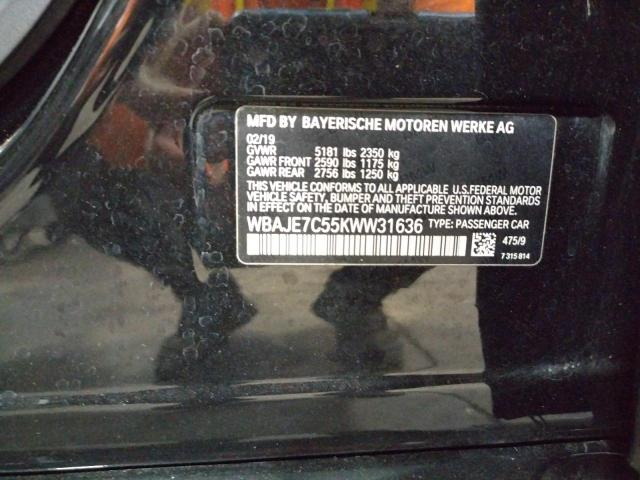 MFD BY BAYERISCHE MOTOREN WERKE AG
02/19
GVWR 5181 lbs 2350 kg
GAWR FRONT 2590 lbs 1175 kg
GAWR REAR 2756 lbs 1250 kg
THIS VEHICLE CONFORMS TO ALL APPLICABLE U.S. FEDERAL MOTOR
VEHICLE SAFETY, BUMPER AND THEFT PREVENTION STANDARDS
IN EFFECT ON THE DATE OF MANUFACTURE SHOWN ABOVE.
WBAJE7C55KWW31636 TYPE: PASSENGER CAR
475/9
7 315 814